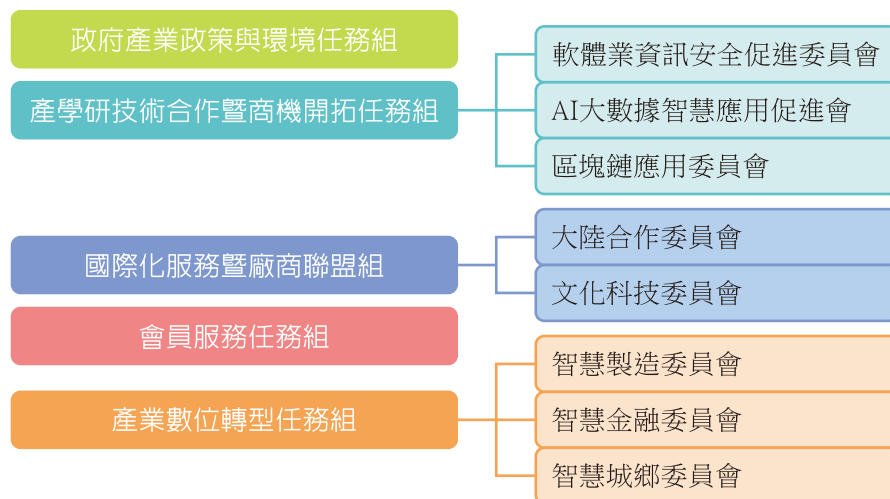 政府產業政策與環境任務組
產學研技術合作暨商機開拓任務組
軟體業資訊安全促進委員會
AI大數據智慧應用促進會
區塊鏈應用委員會
國際化服務暨廠商聯盟組
大陸合作委員會
文化科技委員會
會員服務任務組
產業數位轉型任務組
智慧製造委員會
智慧金融委員會
智慧城鄉委員會